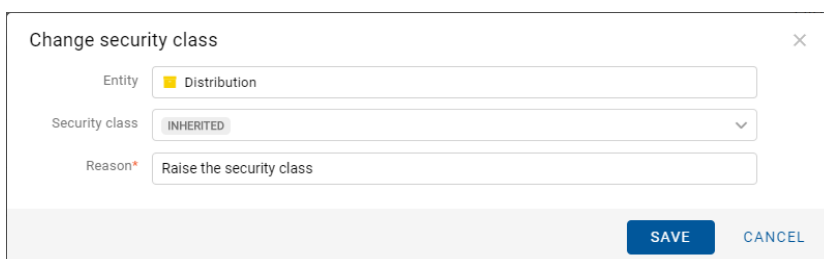 Change security class
Entity Distribution
Security class INHERITED
Reason* Raise the security class
SAVE CANCEL